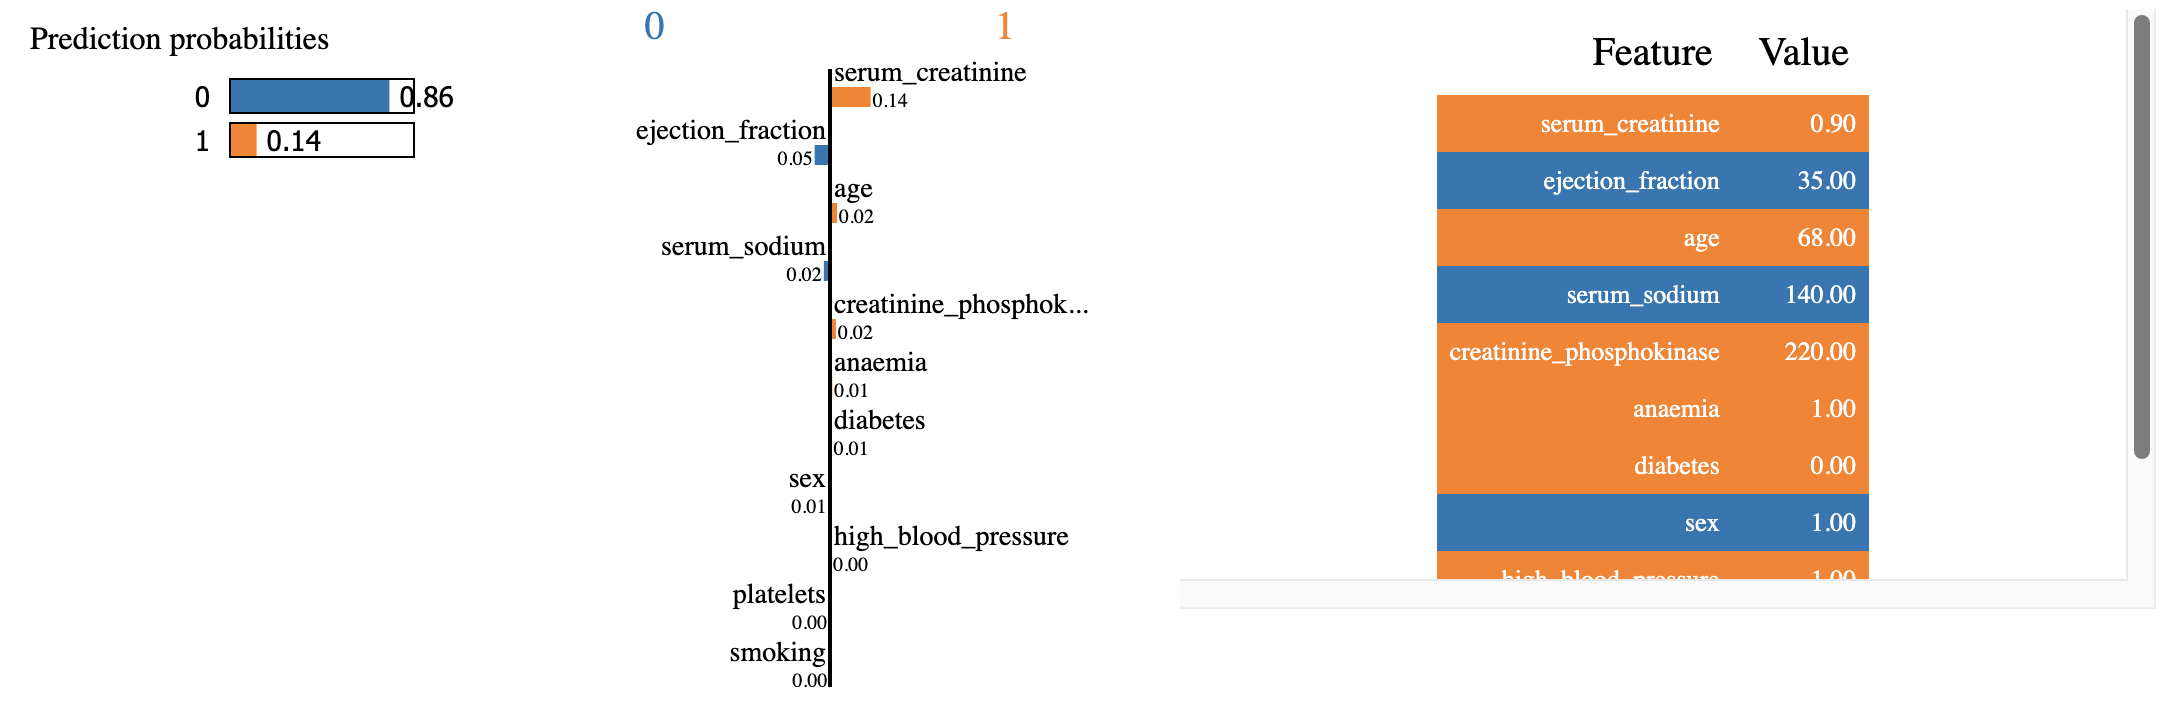 Prediction probabilities
0 0.86
1 0.14
0 1
serum_creatinine
0.14
ejection_fraction
0.05
age
0.02
serum_sodium
0.02
creatinine_phosphok...
0.02
anaemia
0.01
diabetes
0.01
sex
0.01
high_blood_pressure
0.00
platelets
0.00
smoking
0.00
Feature Value
serum_creatinine 0.90
ejection_fraction 35.00
age 68.00
serum_sodium 140.00
creatinine_phosphokinase 220.00
anaemia 1.00
diabetes 0.00
sex 1.00
high_blood_pressure 1.00